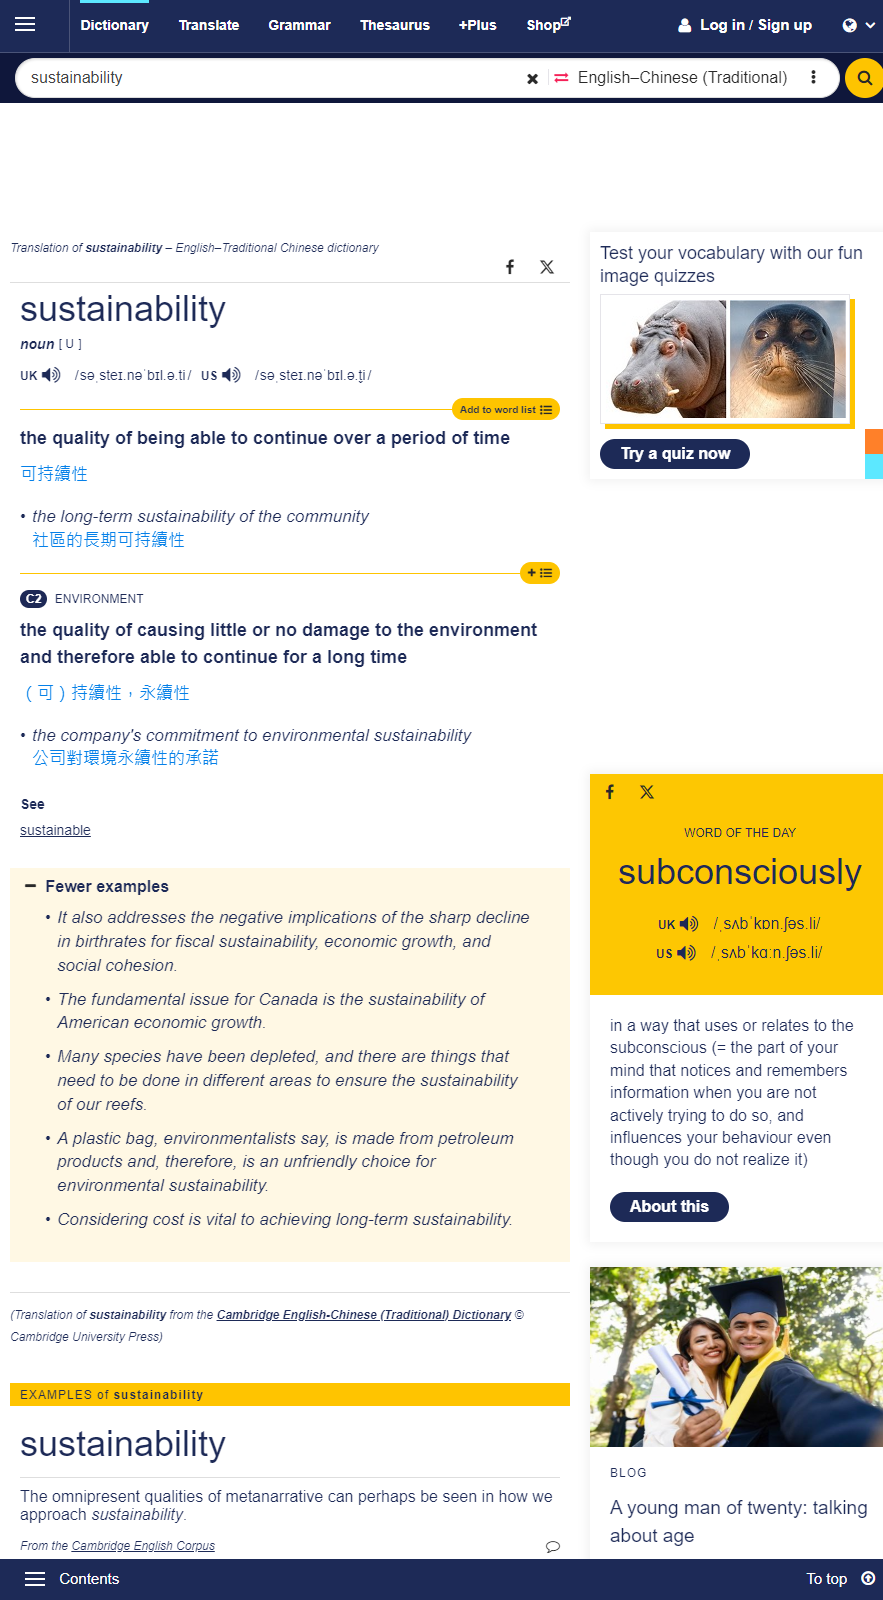 Dictionary Translate Grammar Thesaurus +Plus Shop Log in / Sign up
sustainability English–Chinese (Traditional)
Translation of sustainability – English–Traditional Chinese dictionary
sustainability
noun [ U ]
UK /səˌsteɪ.nəˈbɪl.ə.ti/ US /səˌsteɪ.nəˈbɪl.ə.t̬i/
Add to word list
the quality of being able to continue over a period of time
可持續性
• the long-term sustainability of the community
社區的長期可持續性
+
C2 ENVIRONMENT
the quality of causing little or no damage to the environment
and therefore able to continue for a long time
（可）持續性，永續性
• the company's commitment to environmental sustainability
公司對環境永續性的承諾
See
sustainable
– Fewer examples
• It also addresses the negative implications of the sharp decline
in birthrates for fiscal sustainability, economic growth, and
social cohesion.
• The fundamental issue for Canada is the sustainability of
American economic growth.
• Many species have been depleted, and there are things that
need to be done in different areas to ensure the sustainability
of our reefs.
• A plastic bag, environmentalists say, is made from petroleum
products and, therefore, is an unfriendly choice for
environmental sustainability.
• Considering cost is vital to achieving long-term sustainability.
(Translation of sustainability from the Cambridge English-Chinese (Traditional) Dictionary ©
Cambridge University Press)
EXAMPLES of sustainability
sustainability
The omnipresent qualities of metanarrative can perhaps be seen in how we
approach sustainability.
From the Cambridge English Corpus
Test your vocabulary with our fun
image quizzes
Try a quiz now
WORD OF THE DAY
subconsciously
UK /ˌsʌbˈkɒn.ʃəs.li/
US /ˌsʌbˈkɑːn.ʃəs.li/
in a way that uses or relates to the
subconscious (= the part of your
mind that notices and remembers
information when you are not
actively trying to do so, and
influences your behaviour even
though you do not realize it)
About this
BLOG
A young man of twenty: talking
about age
Contents To top